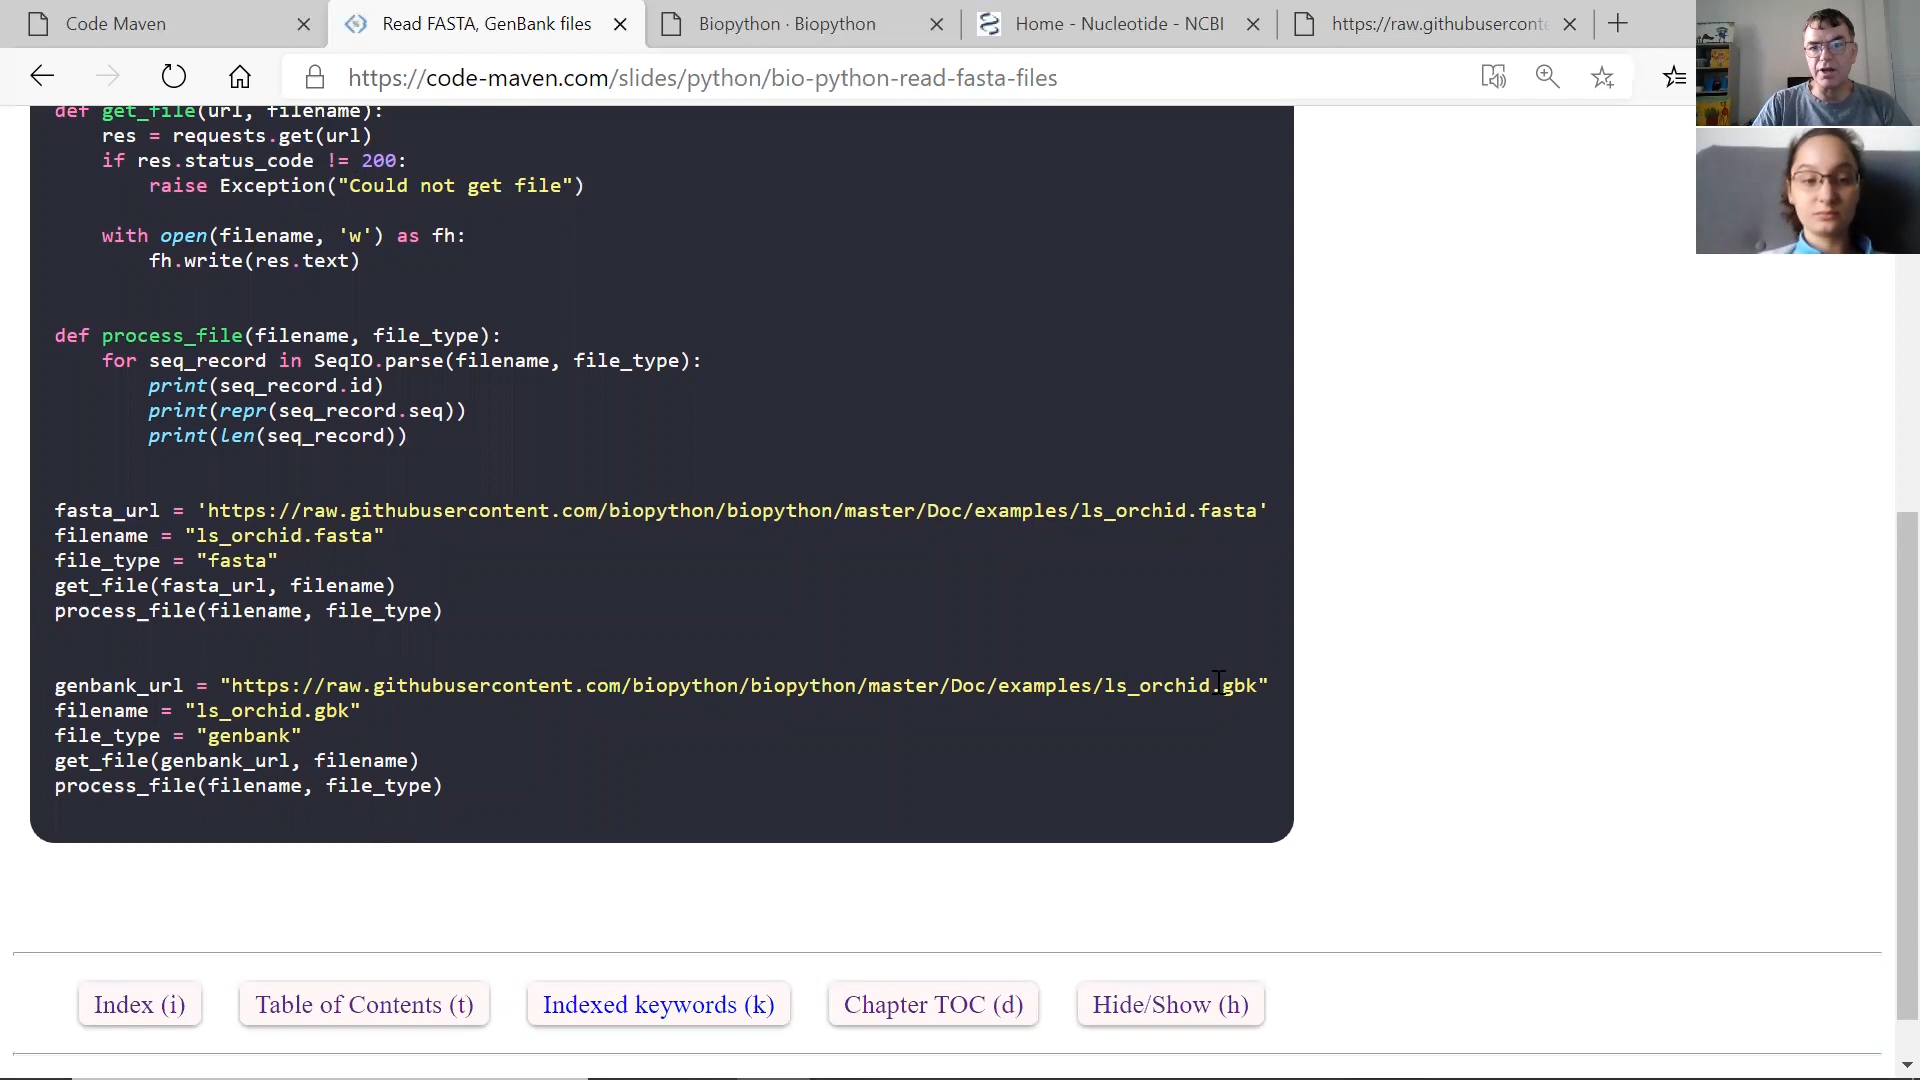 Code Maven
Read FASTA, GenBank files
Biopython · Biopython
Home - Nucleotide - NCBI
https://raw.githubuserconte
https://code-maven.com/slides/python/bio-python-read-fasta-files
def get_file(url, filename):
    res = requests.get(url)
    if res.status_code != 200:
        raise Exception("Could not get file")
    with open(filename, 'w') as fh:
        fh.write(res.text)
def process_file(filename, file_type):
    for seq_record in SeqIO.parse(filename, file_type):
        print(seq_record.id)
        print(repr(seq_record.seq))
        print(len(seq_record))
fasta_url = 'https://raw.githubusercontent.com/biopython/biopython/master/Doc/examples/ls_orchid.fasta'
filename = "ls_orchid.fasta"
file_type = "fasta"
get_file(fasta_url, filename)
process_file(filename, file_type)
genbank_url = "https://raw.githubusercontent.com/biopython/biopython/master/Doc/examples/ls_orchid.gbk"
filename = "ls_orchid.gbk"
file_type = "genbank"
get_file(genbank_url, filename)
process_file(filename, file_type)
Index (i)
Table of Contents (t)
Indexed keywords (k)
Chapter TOC (d)
Hide/Show (h)